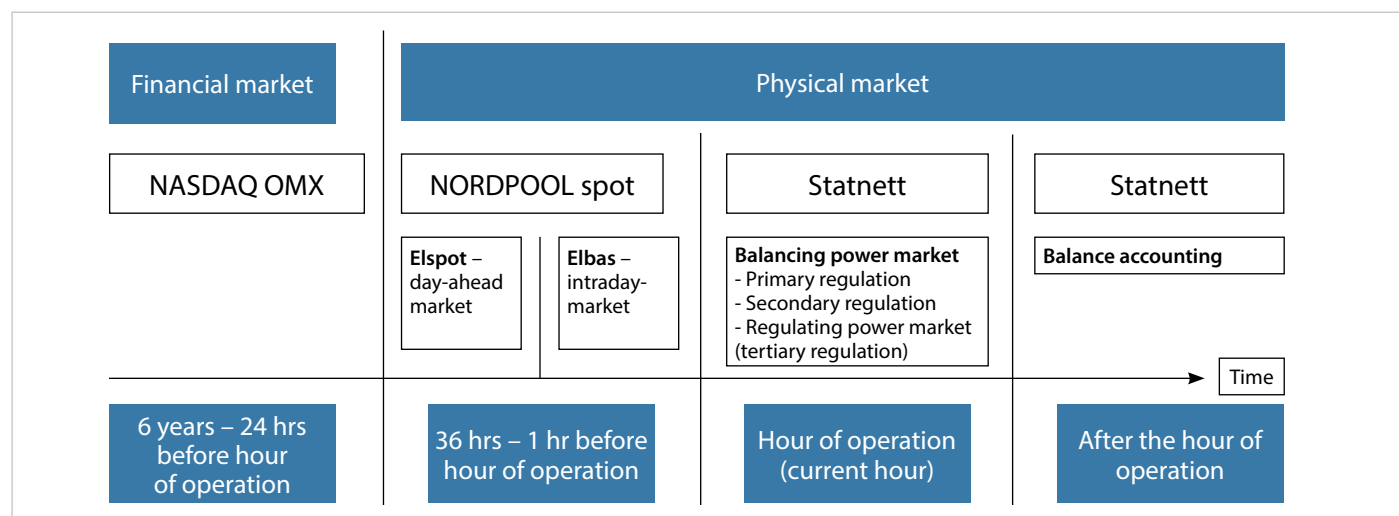 Financial market
Physical market
NASDAQ OMX
NORDPOOL spot
Statnett
Statnett
Elspot –
day-ahead
market
Elbas –
intraday-
market
Balancing power market
- Primary regulation
- Secondary regulation
- Regulating power market
(tertiary regulation)
Balance accounting
Time
6 years – 24 hrs
before hour
of operation
36 hrs – 1 hr before
hour of operation
Hour of operation
(current hour)
After the hour of
operation